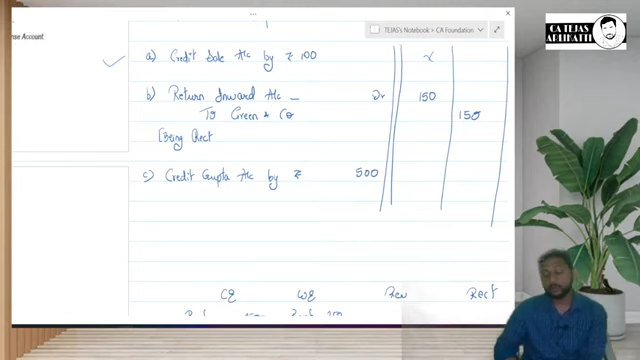 TEJAS's Notebook > CA Foundation
CA TEJAS
ARLIKATTI
nse Account
a) Credit Sale A/c by ₹ 100 x
b) Return Inward A/c — Dr 150
To Green & Co 150
[Being Rect
c) Credit Gupta A/c by ₹ 500
CE WE Rev Rect